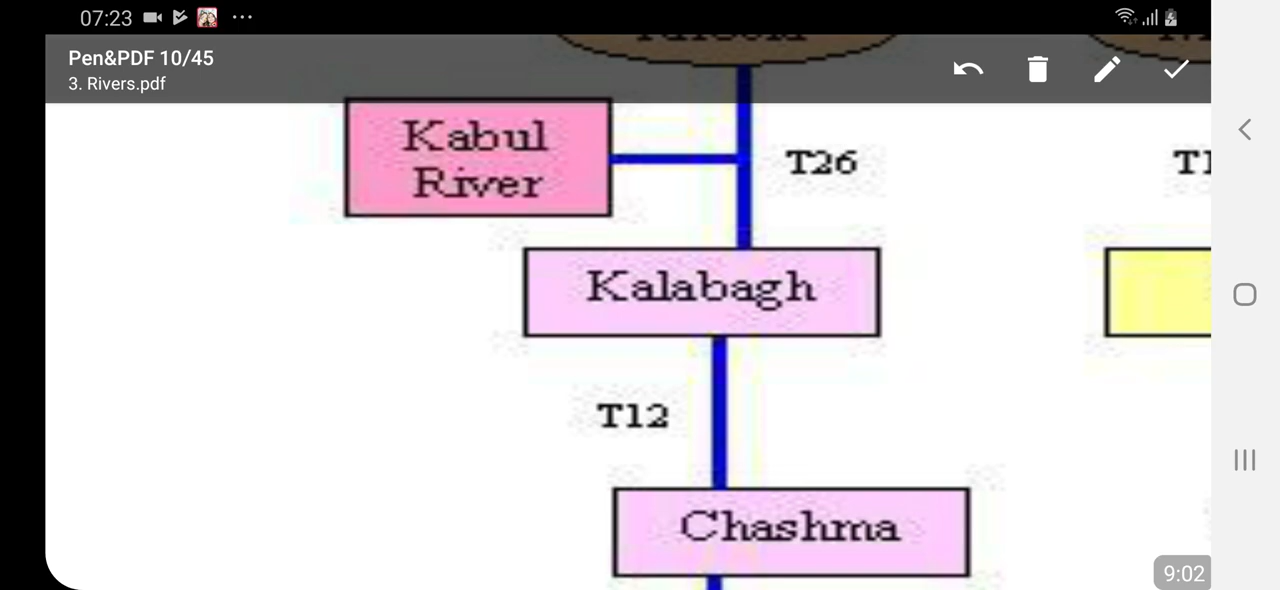 07:23
Pen&PDF 10/45
3. Rivers.pdf
Kabul
River
T26
Kalabagh
T12
Chashma
9:02